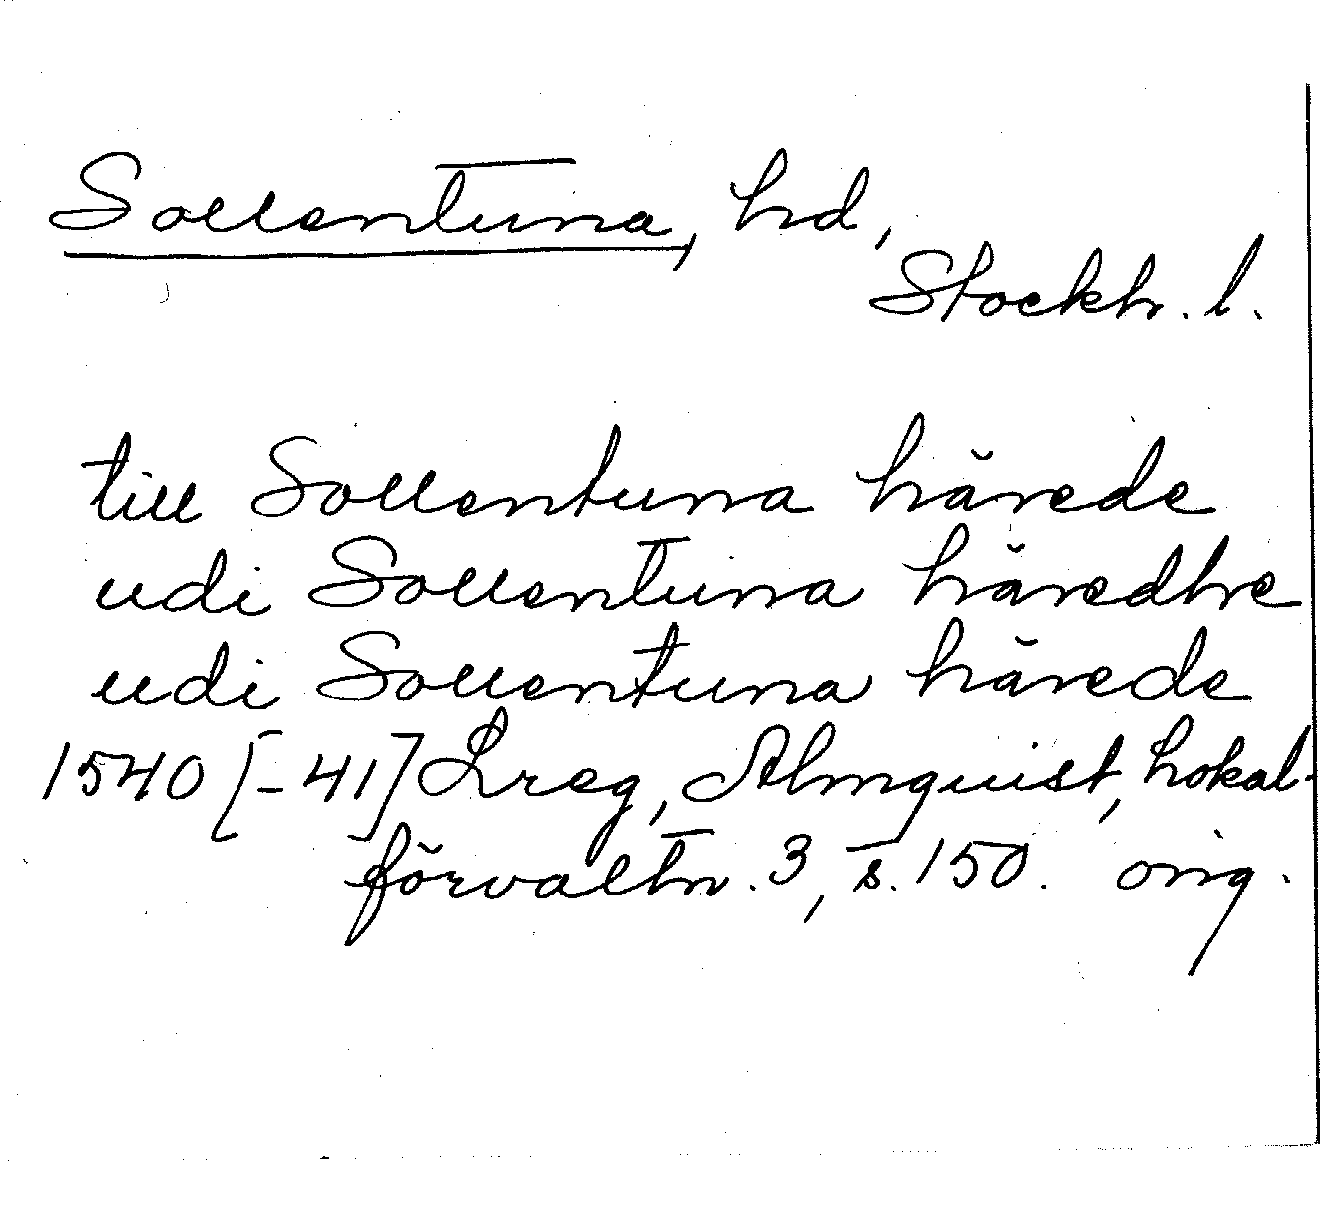 Sollentuna, hd,
Stockh. l.
till Sollentuna härede
udi Sollentuna häredhe
udi Sollentuna härede
1540 [-41] Lreg, Almquist, Lokal-
förvaltn. 3, s. 150. orig.